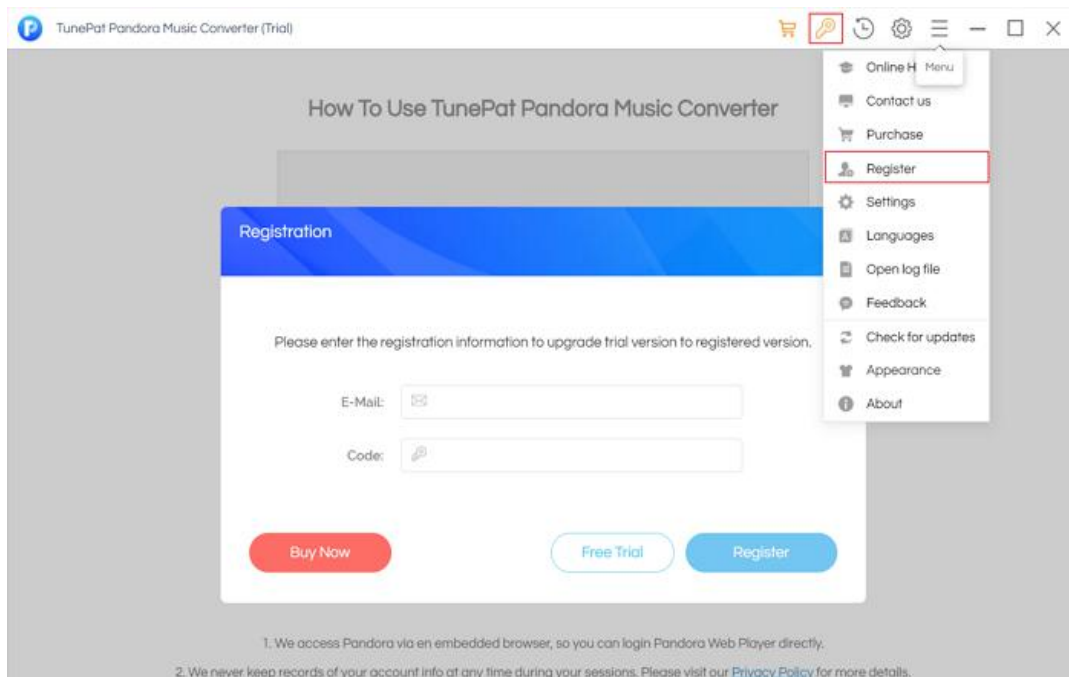 TunePat Pandora Music Converter (Trial)
Online H
Menu
How To Use TunePat Pandora Music Converter
Contact us
Purchase
Register
Settings
Languages
Open log file
Feedback
Check for updates
Appearance
About
Registration
Please enter the registration information to upgrade trial version to registered version.
E-Mail:
Code:
Buy Now
Free Trial
Register
1. We access Pandora via en embedded browser, so you can login Pandora Web Player directly.
2. We never keep records of your account info at any time during your sessions. Please visit our Privacy Policy for more details.